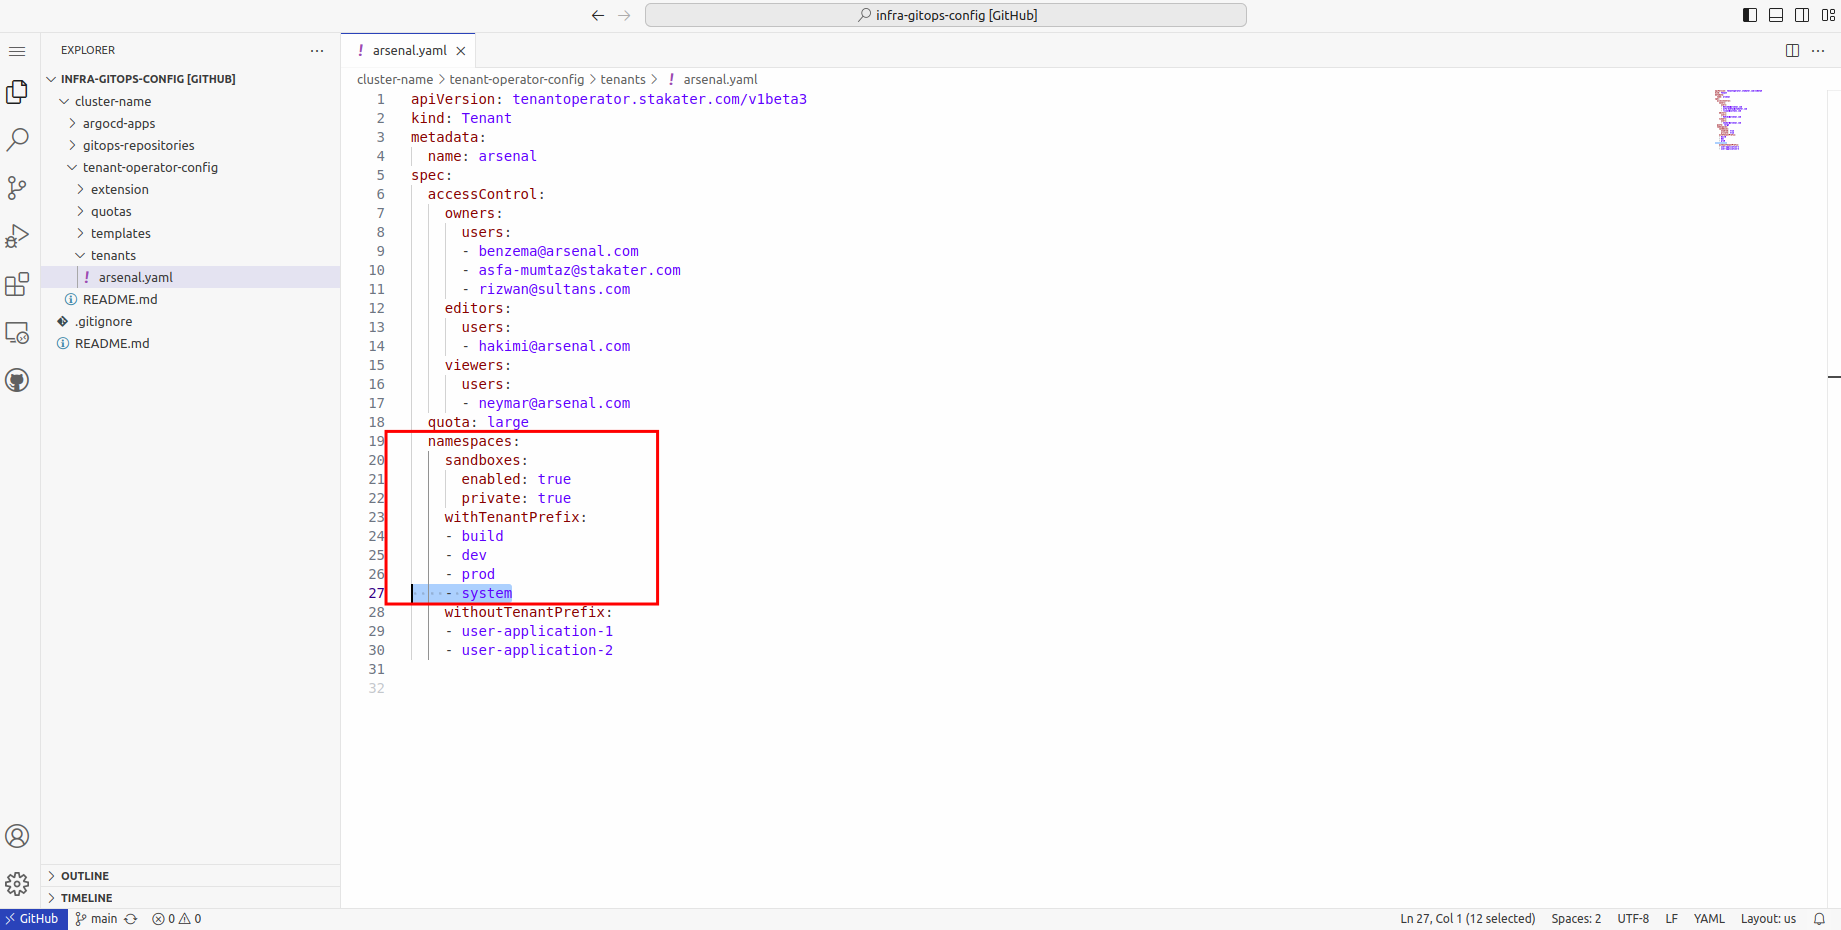 infra-gitops-config [GitHub]
EXPLORER
INFRA-GITOPS-CONFIG [GITHUB]
cluster-name
argocd-apps
gitops-repositories
tenant-operator-config
extension
quotas
templates
tenants
! arsenal.yaml
README.md
.gitignore
README.md
OUTLINE
TIMELINE
! arsenal.yaml
cluster-name > tenant-operator-config > tenants > ! arsenal.yaml
1 apiVersion: tenantoperator.stakater.com/v1beta3
2 kind: Tenant
3 metadata:
4   name: arsenal
5 spec:
6   accessControl:
7     owners:
8       users:
9       - benzema@arsenal.com
10       - asfa-mumtaz@stakater.com
11       - rizwan@sultans.com
12     editors:
13       users:
14       - hakimi@arsenal.com
15     viewers:
16       users:
17       - neymar@arsenal.com
18   quota: large
19   namespaces:
20     sandboxes:
21       enabled: true
22       private: true
23     withTenantPrefix:
24     - build
25     - dev
26     - prod
27     - system
28     withoutTenantPrefix:
29     - user-application-1
30     - user-application-2
31
32
GitHub main 0 0 Ln 27, Col 1 (12 selected) Spaces: 2 UTF-8 LF YAML Layout: us